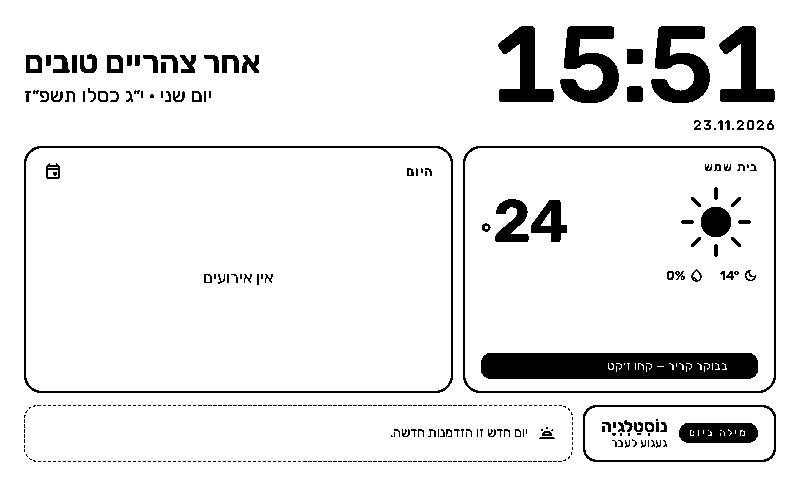 15:51
23.11.2026
אחר צהריים טובים
יום שני • י״ג כסלו תשפ״ז
בית שמש
24°
14° 0%
בבוקר קריר – קחו ז׳קט
היום
אין אירועים
מילה ביום
נוֹסְטַלְגְיָה
געגוע לעבר
יום חדש זו הזדמנות חדשה.